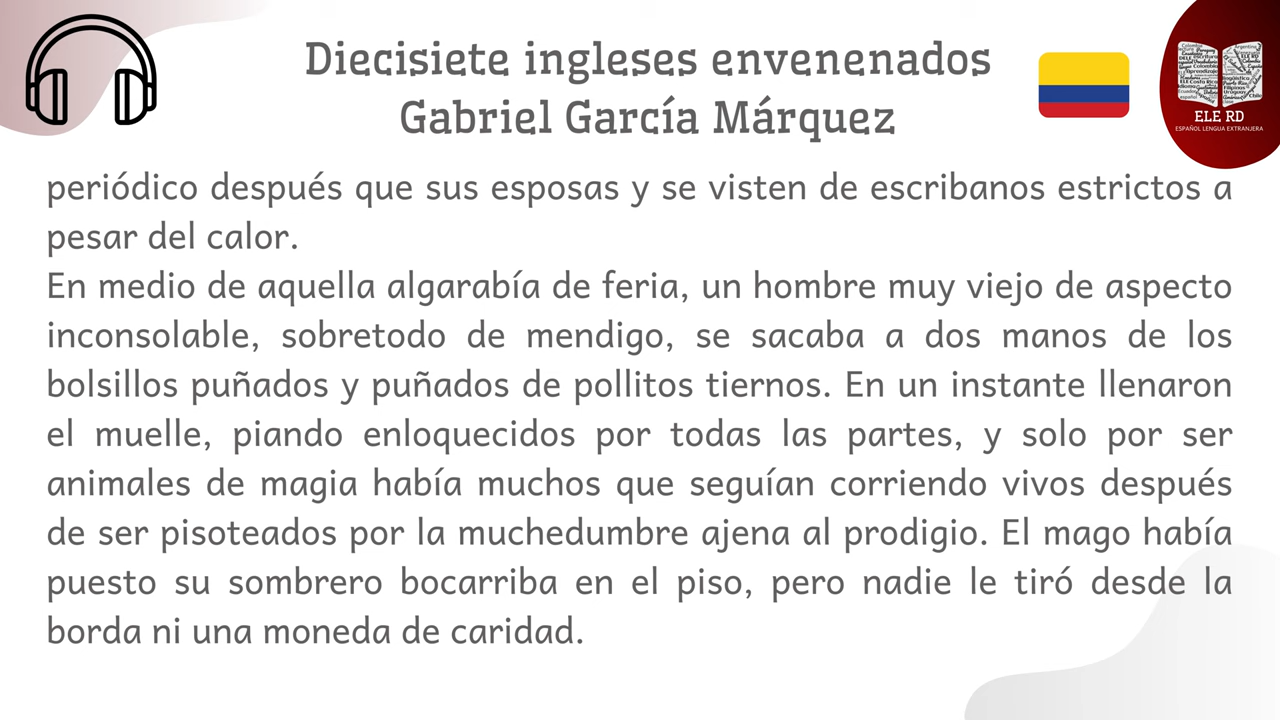 Diecisiete ingleses envenenados
Gabriel García Márquez
ELE RD
ESPAÑOL LENGUA EXTRANJERA
periódico después que sus esposas y se visten de escribanos estrictos a
pesar del calor.
En medio de aquella algarabía de feria, un hombre muy viejo de aspecto
inconsolable, sobretodo de mendigo, se sacaba a dos manos de los
bolsillos puñados y puñados de pollitos tiernos. En un instante llenaron
el muelle, piando enloquecidos por todas las partes, y solo por ser
animales de magia había muchos que seguían corriendo vivos después
de ser pisoteados por la muchedumbre ajena al prodigio. El mago había
puesto su sombrero bocarriba en el piso, pero nadie le tiró desde la
borda ni una moneda de caridad.